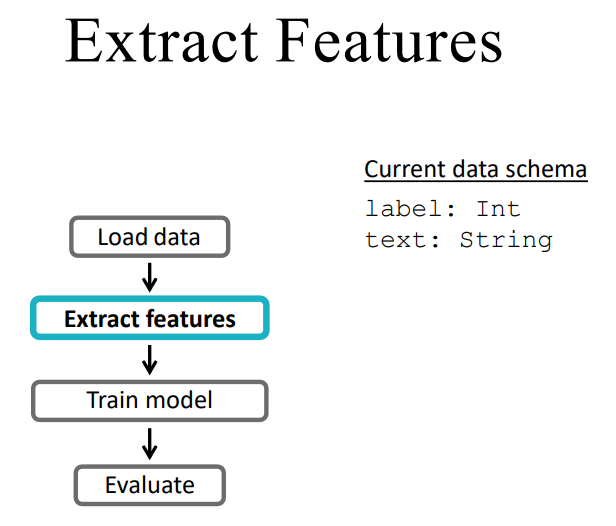 Extract Features
Current data schema
label: Int
text: String
Load data
Extract features
Train model
Evaluate